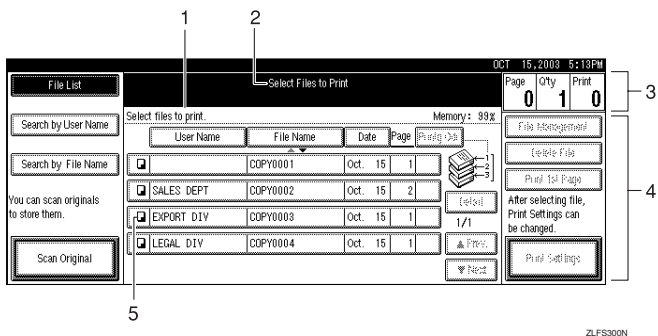 1 2
OCT 15,2003 5:13PM
File List
Select Files to Print
Page Q'ty Print
0 1 0
3
Select files to print. Memory: 99%
Search by User Name
User Name File Name Date Page
File Management
Delete File
Search by File Name
COPY0001 Oct. 15 1
1
2
3
Print 1st Page
SALES DEPT COPY0002 Oct. 15 2
You can scan originals
to store them.
After selecting file,
Print Settings can
be changed.
4
EXPORT DIV COPY0003 Oct. 15 1
1/1
LEGAL DIV COPY0004 Oct. 15 1
▲ Prev.
▼ Next
Scan Original
Print Settings
5
ZLFS300N